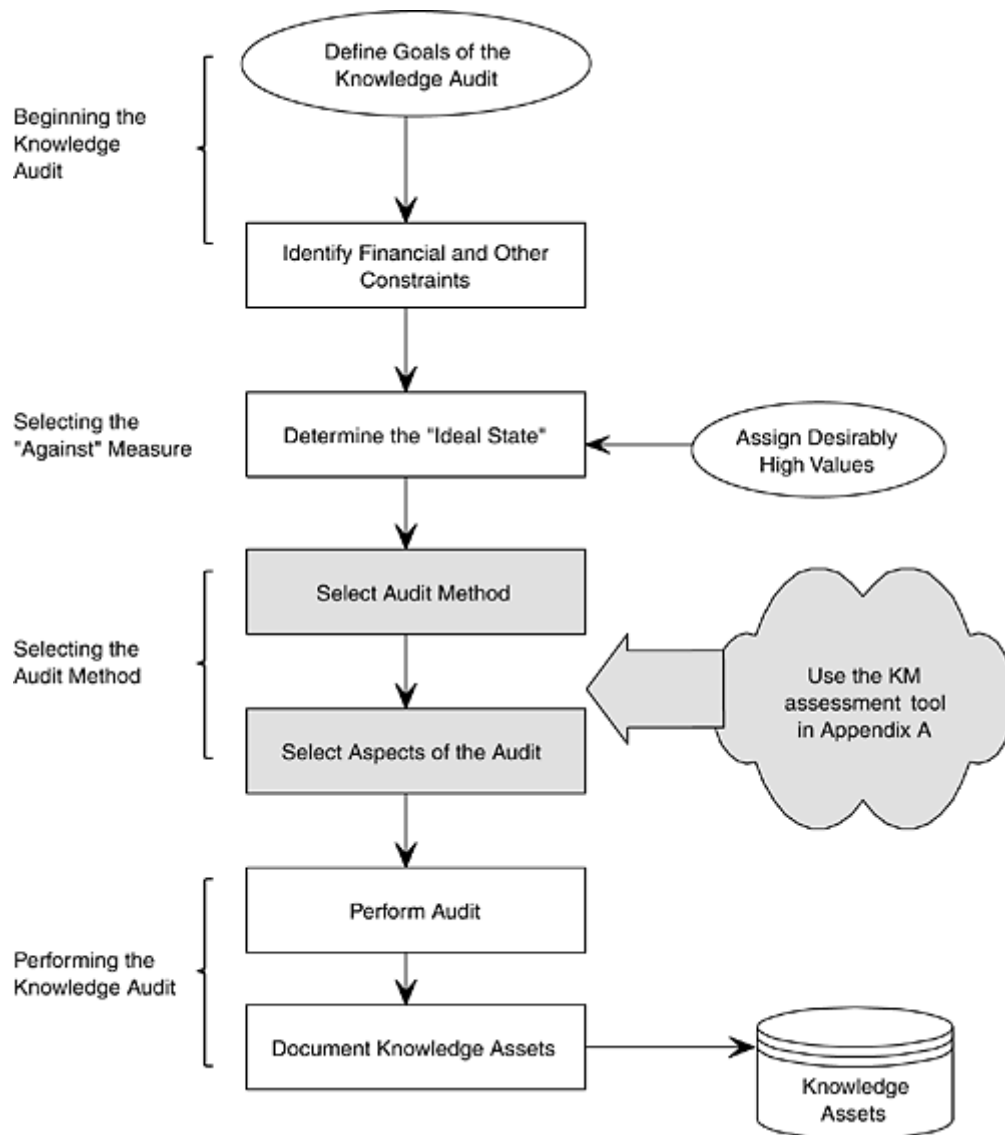 Define Goals of the
Knowledge Audit
Beginning the
Knowledge
Audit
Identify Financial and Other
Constraints
Selecting the
"Against" Measure
Determine the "Ideal State"
Assign Desirably
High Values
Select Audit Method
Selecting the
Audit Method
Use the KM
assessment tool
in Appendix A
Select Aspects of the Audit
Perform Audit
Performing the
Knowledge Audit
Document Knowledge Assets
Knowledge
Assets